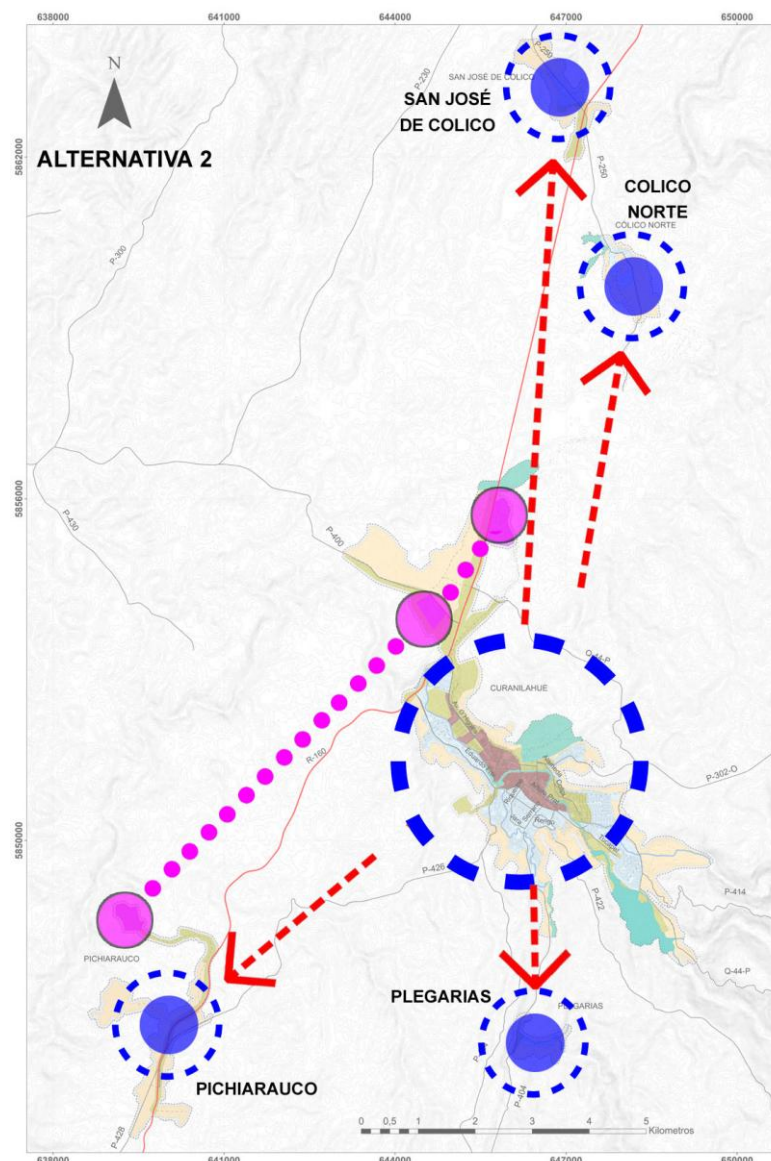 638000
641000
644000
647000
650000
P-250
SAN JOSÉ DE COLICO
P-230
SAN JOSÉ
DE COLICO
N
5862000
ALTERNATIVA 2
P-250
COLICO
NORTE
COLICO NORTE
P-300
5856000
P-430
P-400
Q-44-P
CURANILAHUE
R-160
P-302-O
5850000
P-426
P-422
P-414
Q-44-P
PICHIARAUCO
PLEGARIAS
PLEGARIAS
P-404
PICHIARAUCO
P-428
0 0,5 1 2 3 4 5
Kilometros
638000
641000
644000
647000
650000